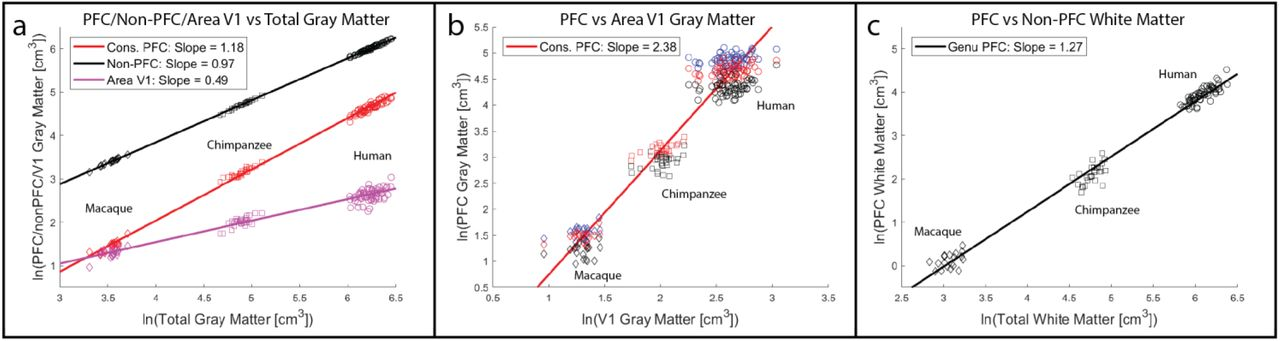 a
PFC/Non-PFC/Area V1 vs Total Gray Matter
Cons. PFC: Slope = 1.18
Non-PFC: Slope = 0.97
Area V1: Slope = 0.49
ln(PFC/nonPFC/V1 Gray Matter [cm³])
6
5
4
3
2
1
Chimpanzee
Human
Macaque
3
3.5
4
4.5
5
5.5
6
6.5
ln(Total Gray Matter [cm³])
b
PFC vs Area V1 Gray Matter
Cons. PFC: Slope = 2.38
ln(PFC Gray Matter [cm³])
5.5
5.0
4.5
4.0
3.5
3.0
2.5
2.0
1.5
1.0
0.5
Human
Chimpanzee
Macaque
0.5
1
1.5
2
2.5
3
3.5
ln(V1 Gray Matter [cm³])
c
PFC vs Non-PFC White Matter
Genu PFC: Slope = 1.27
ln(PFC White Matter [cm³])
5
4
3
2
1
0
Human
Chimpanzee
Macaque
2.5
3
3.5
4
4.5
5
5.5
6
6.5
ln(Total White Matter [cm³])